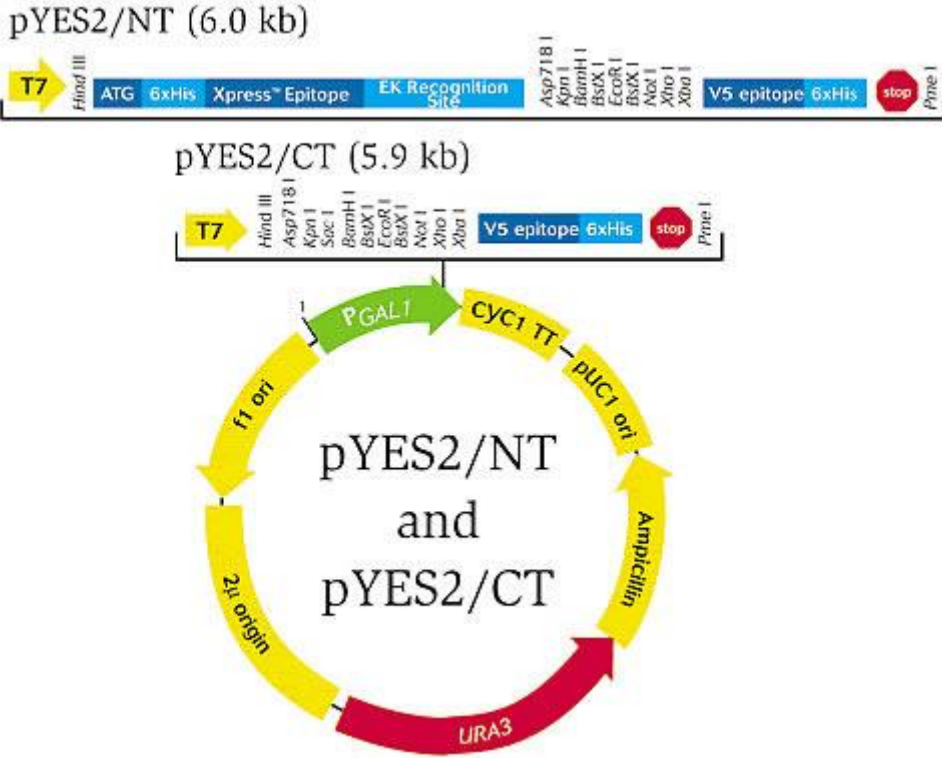 pYES2/NT (6.0 kb)
T7
Hind III
ATG
6xHis
Xpress™ Epitope
EK Recognition
Site
Asp718 I
Kpn I
BamH I
BstX I
EcoR I
BstX I
Not I
Xho I
Xba I
V5 epitope
6xHis
stop
Pme I
pYES2/CT (5.9 kb)
T7
Hind III
Asp718 I
Kpn I
Sac I
BamH I
BstX I
EcoR I
BstX I
Not I
Xho I
Xba I
V5 epitope
6xHis
stop
Pme I
1
PGAL1
CYC1 TT
pUC1 ori
Ampicillin
URA3
2µ origin
f1 ori
pYES2/NT
and
pYES2/CT